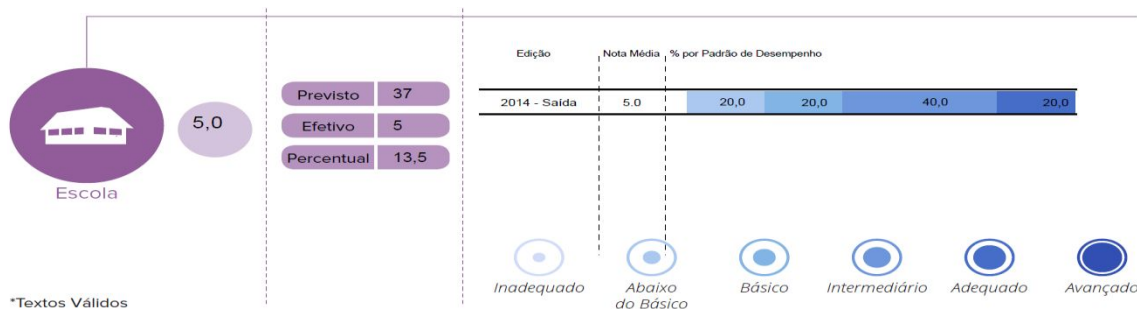 Edição Nota Média % por Padrão de Desempenho
Previsto 37
2014 - Saída 5.0 20,0 20,0 40,0 20,0
5,0
Efetivo 5
Percentual 13,5
Escola
Inadequado
Abaixo
do Básico
Básico
Intermediário
Adequado
Avançado
*Textos Válidos